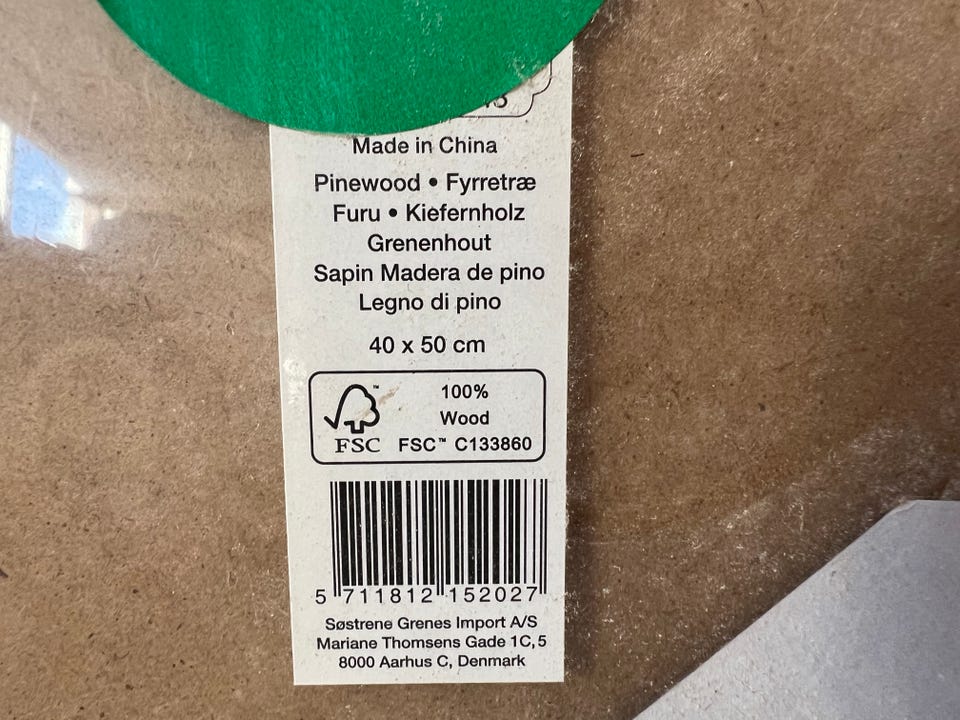 Made in China
Pinewood • Fyrretræ
Furu • Kiefernholz
Grenenhout
Sapin Madera de pino
Legno di pino
40 x 50 cm
100%
Wood
FSC™ C133860
FSC
5 711812 152027
Søstrene Grenes Import A/S
Mariane Thomsens Gade 1C, 5
8000 Aarhus C, Denmark